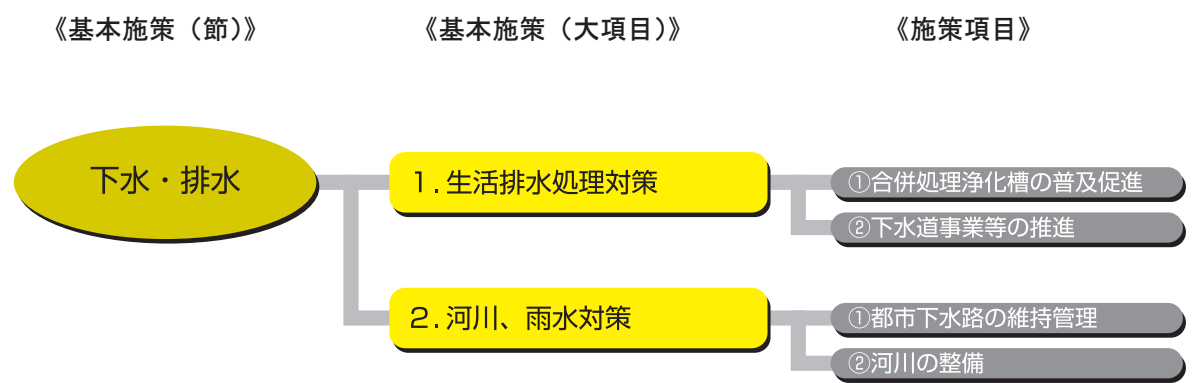 《基本施策（節）》
《基本施策（大項目）》
《施策項目》
下水・排水
1．生活排水処理対策
①合併処理浄化槽の普及促進
②下水道事業等の推進
2．河川、雨水対策
①都市下水路の維持管理
②河川の整備